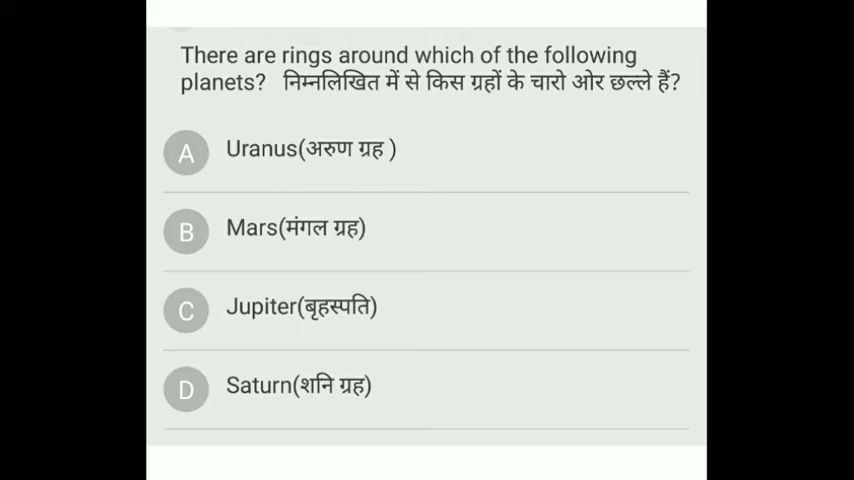 There are rings around which of the following
planets? निम्नलिखित में से किस ग्रहों के चारो ओर छल्ले हैं?
A Uranus(अरुण ग्रह )
B Mars(मंगल ग्रह)
C Jupiter(बृहस्पति)
D Saturn(शनि ग्रह)